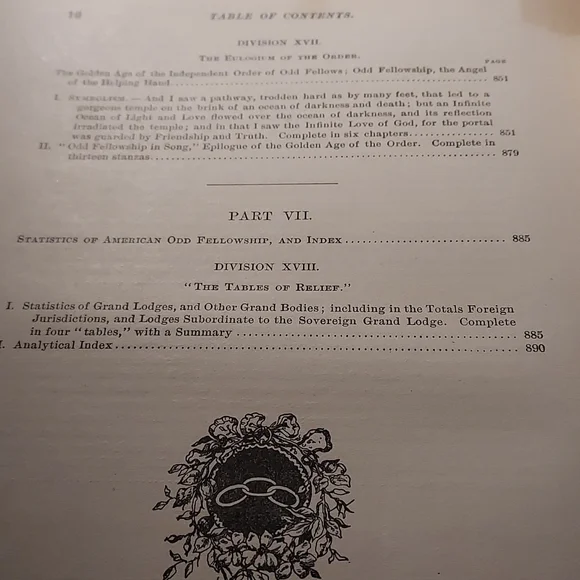 16 TABLE OF CONTENTS.
DIVISION XVII.
THE EULOGIUM OF THE ORDER.
PAGE
The Golden Age of the Independent Order of Odd Fellows; Odd Fellowship, the Angel
of the Helping Hand 851
I. SYMBOLISM. — And I saw a pathway, trodden hard as by many feet, that led to a
gorgeous temple on the brink of an ocean of darkness and death; but an Infinite
Ocean of Light and Love flowed over the ocean of darkness, and its reflection
irradiated the temple; and in that I saw the Infinite Love of God, for the portal
was guarded by Friendship and Truth. Complete in six chapters 851
II. "Odd Fellowship in Song," Epilogue of the Golden Age of the Order. Complete in
thirteen stanzas 879
PART VII.
STATISTICS OF AMERICAN ODD FELLOWSHIP, AND INDEX 885
DIVISION XVIII.
"THE TABLES OF RELIEF."
I. Statistics of Grand Lodges, and Other Grand Bodies; including in the Totals Foreign
Jurisdictions, and Lodges Subordinate to the Sovereign Grand Lodge. Complete
in four "tables," with a Summary 885
I. Analytical Index 890